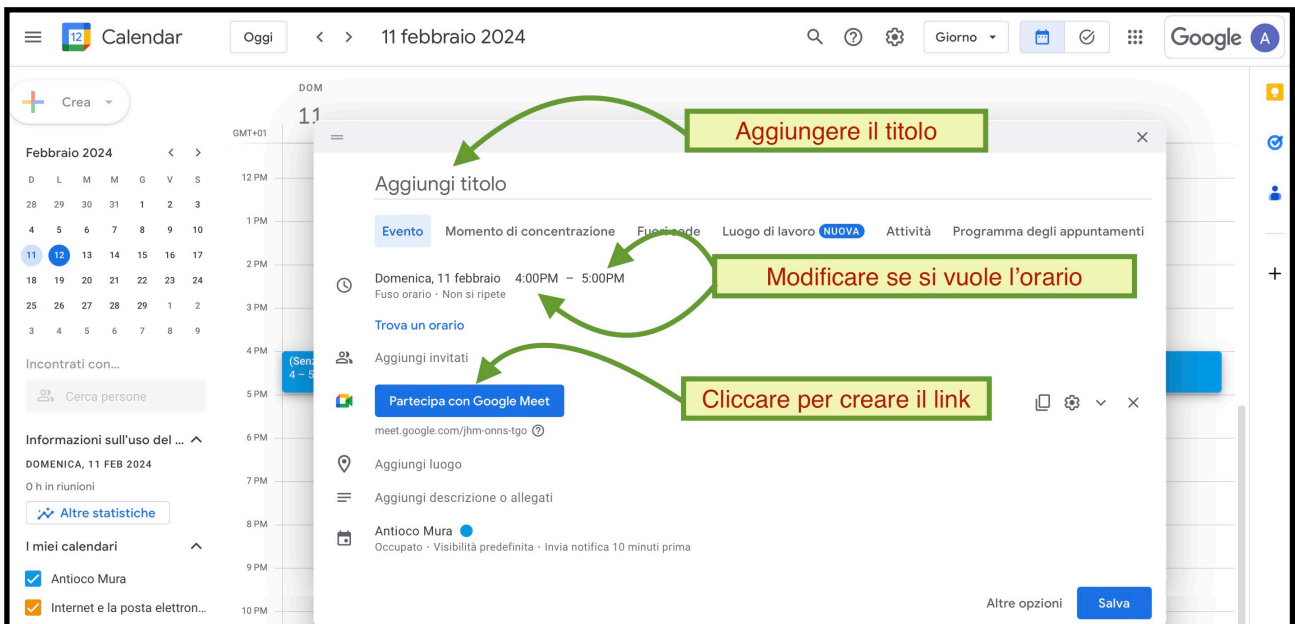 12 Calendar Oggi 11 febbraio 2024 Giorno Google A
Crea
DOM
11
GMT+01
Aggiungere il titolo
Febbraio 2024
D L M M G V S
28 29 30 31 1 2 3
4 5 6 7 8 9 10
11 12 13 14 15 16 17
18 19 20 21 22 23 24
25 26 27 28 29 1 2
3 4 5 6 7 8 9
Incontrati con...
Cerca persone
Informazioni sull'uso del ...
DOMENICA, 11 FEB 2024
0 h in riunioni
Altre statistiche
I miei calendari
Antioco Mura
Internet e la posta elettron...
12 PM
1 PM
2 PM
3 PM
4 PM
5 PM
6 PM
7 PM
8 PM
9 PM
10 PM
4 – 5
Aggiungi titolo
Evento Momento di concentrazione Fuori sede Luogo di lavoro NUOVA Attività Programma degli appuntamenti
Domenica, 11 febbraio 4:00PM – 5:00PM
Modificare se si vuole l’orario
Fuso orario · Non si ripete
Trova un orario
Aggiungi invitati
Partecipa con Google Meet
Cliccare per creare il link
meet.google.com/jhm-onns-tgo
Aggiungi luogo
Aggiungi descrizione o allegati
Antioco Mura
Occupato · Visibilità predefinita · Invia notifica 10 minuti prima
Altre opzioni Salva